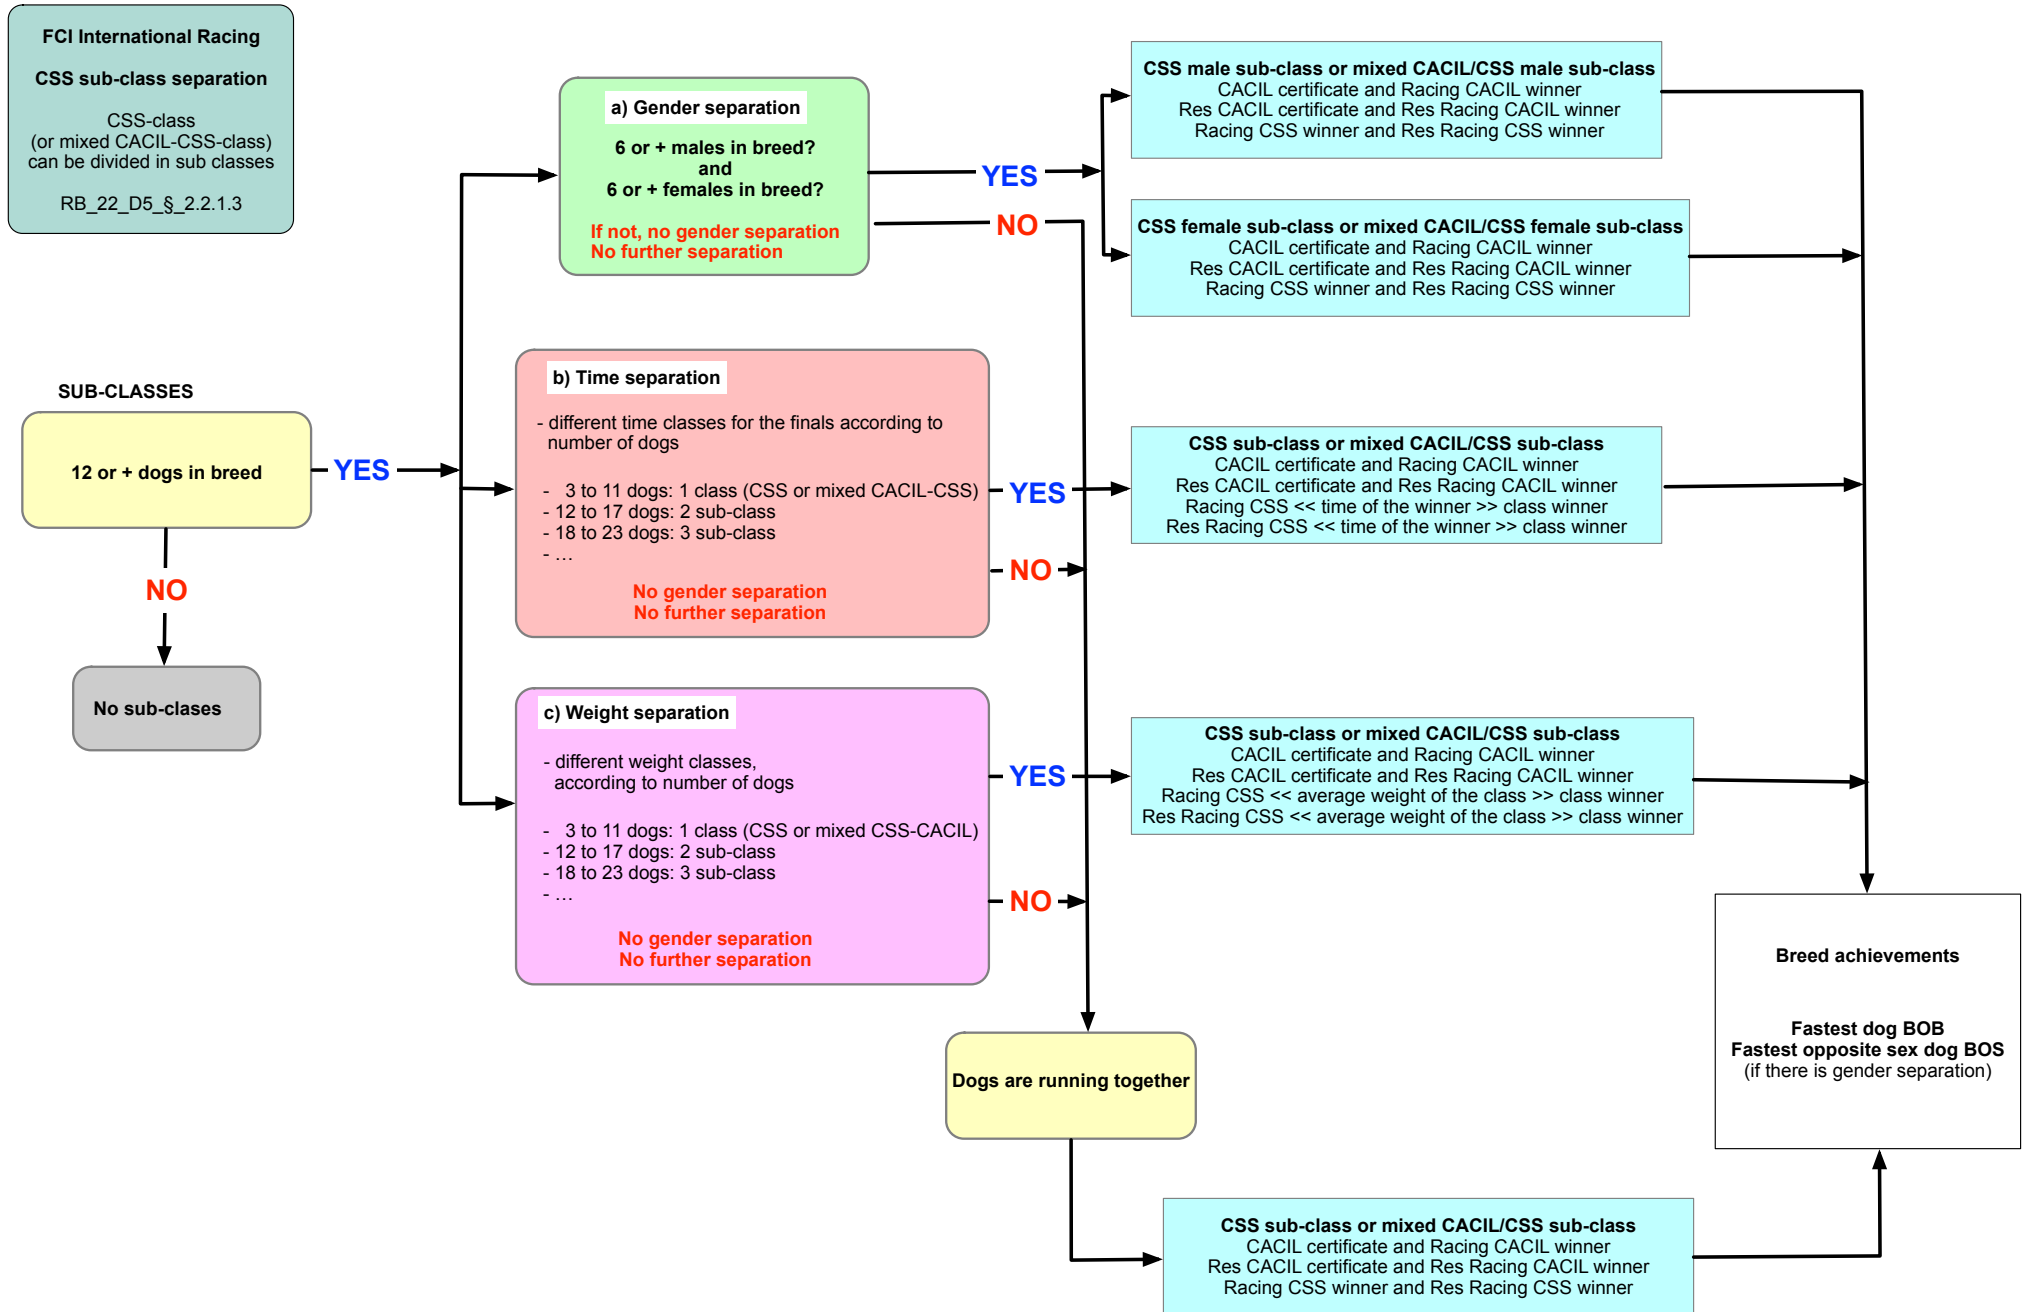 FCI International Racing
CSS sub-class separation
CSS-class
(or mixed CACIL-CSS-class)
can be divided in sub classes
RB_22_D5_§_2.2.1.3
SUB-CLASSES
12 or + dogs in breed
YES
NO
No sub-clases
a) Gender separation
6 or + males in breed?
and
6 or + females in breed?
If not, no gender separation
No further separation
YES
NO
CSS male sub-class or mixed CACIL/CSS male sub-class
CACIL certificate and Racing CACIL winner
Res CACIL certificate and Res Racing CACIL winner
Racing CSS winner and Res Racing CSS winner
CSS female sub-class or mixed CACIL/CSS female sub-class
CACIL certificate and Racing CACIL winner
Res CACIL certificate and Res Racing CACIL winner
Racing CSS winner and Res Racing CSS winner
b) Time separation
- different time classes for the finals according to
number of dogs
- 3 to 11 dogs: 1 class (CSS or mixed CACIL-CSS)
- 12 to 17 dogs: 2 sub-class
- 18 to 23 dogs: 3 sub-class
- …
No gender separation
No further separation
YES
NO
CSS sub-class or mixed CACIL/CSS sub-class
CACIL certificate and Racing CACIL winner
Res CACIL certificate and Res Racing CACIL winner
Racing CSS << time of the winner >> class winner
Res Racing CSS << time of the winner >> class winner
c) Weight separation
- different weight classes,
according to number of dogs
- 3 to 11 dogs: 1 class (CSS or mixed CSS-CACIL)
- 12 to 17 dogs: 2 sub-class
- 18 to 23 dogs: 3 sub-class
- …
No gender separation
No further separation
YES
NO
CSS sub-class or mixed CACIL/CSS sub-class
CACIL certificate and Racing CACIL winner
Res CACIL certificate and Res Racing CACIL winner
Racing CSS << average weight of the class >> class winner
Res Racing CSS << average weight of the class >> class winner
Dogs are running together
CSS sub-class or mixed CACIL/CSS sub-class
CACIL certificate and Racing CACIL winner
Res CACIL certificate and Res Racing CACIL winner
Racing CSS winner and Res Racing CSS winner
Breed achievements
Fastest dog BOB
Fastest opposite sex dog BOS
(if there is gender separation)